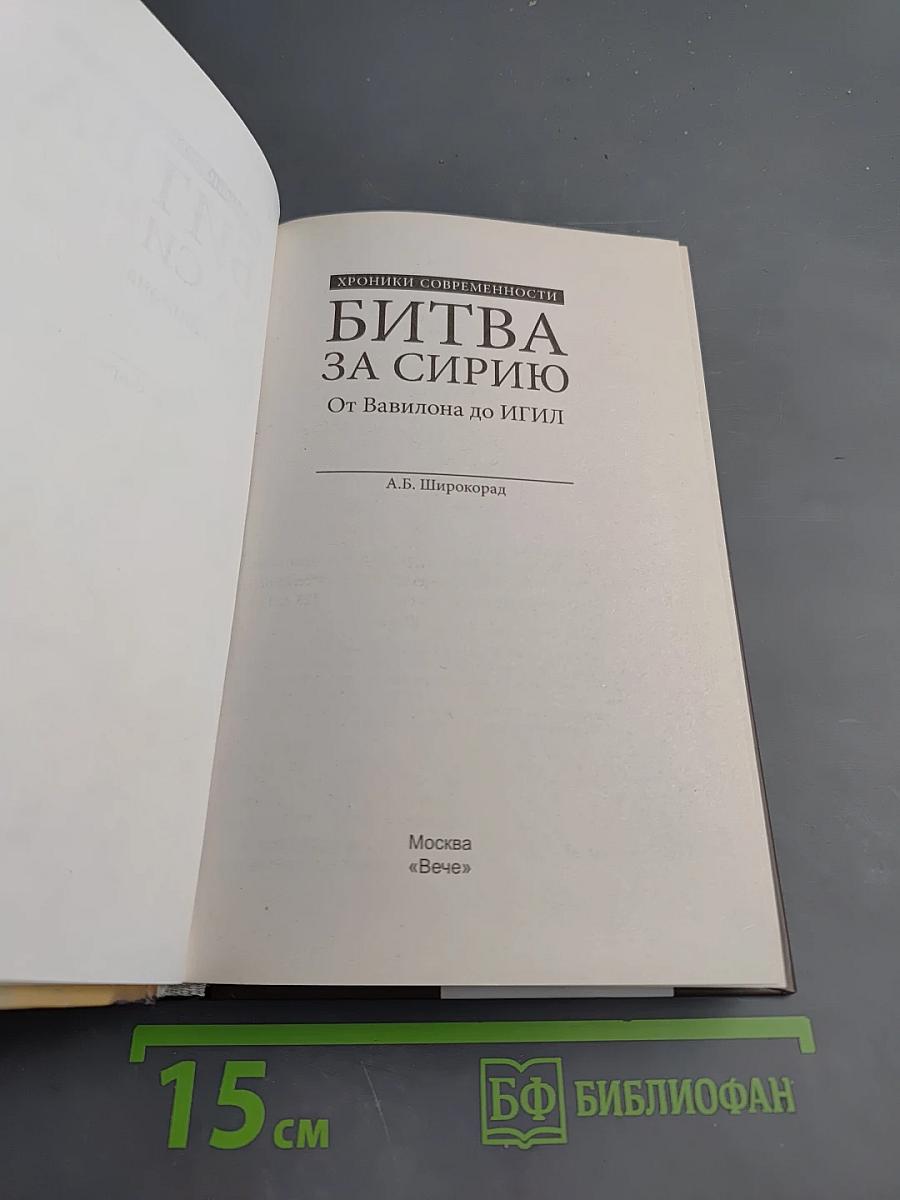 ХРОНИКИ СОВРЕМЕННОСТИ
БИТВА
ЗА СИРИЮ
От Вавилона до ИГИЛ
А.Б. Широкорад
Москва
«Вече»
15 см
БФ БИБЛИОФАН